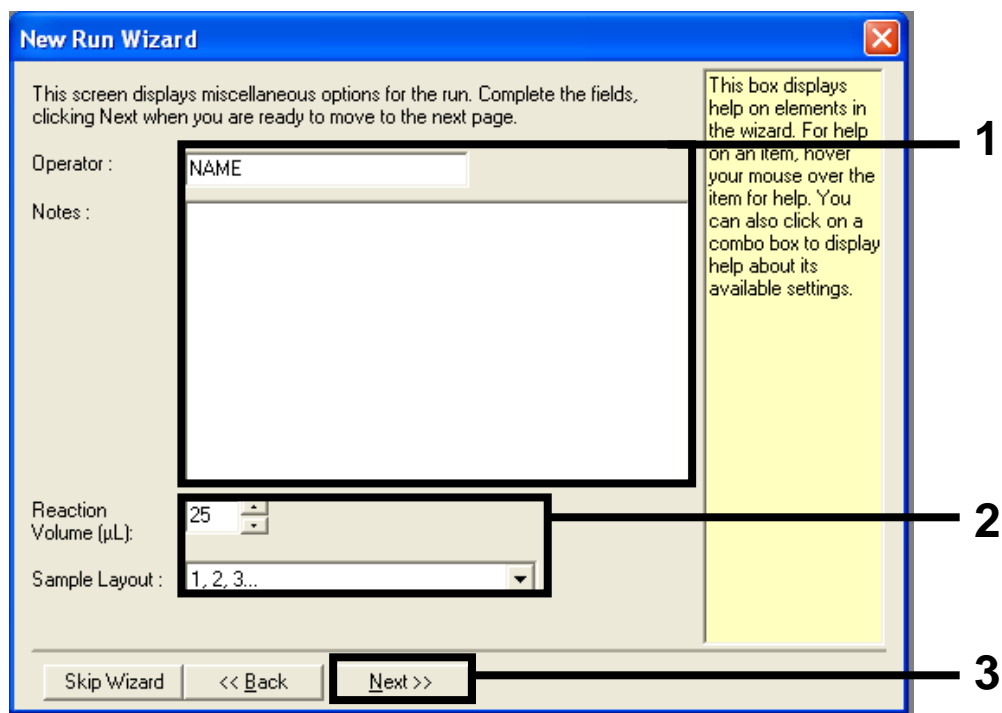 New Run Wizard
This screen displays miscellaneous options for the run. Complete the fields,
clicking Next when you are ready to move to the next page.
Operator :
NAME
Notes :
Reaction
Volume (µL):
25
Sample Layout :
1, 2, 3...
Skip Wizard
<< Back
Next >>
This box displays
help on elements in
the wizard. For help
on an item, hover
your mouse over the
item for help. You
can also click on a
combo box to display
help about its
available settings.
1
2
3